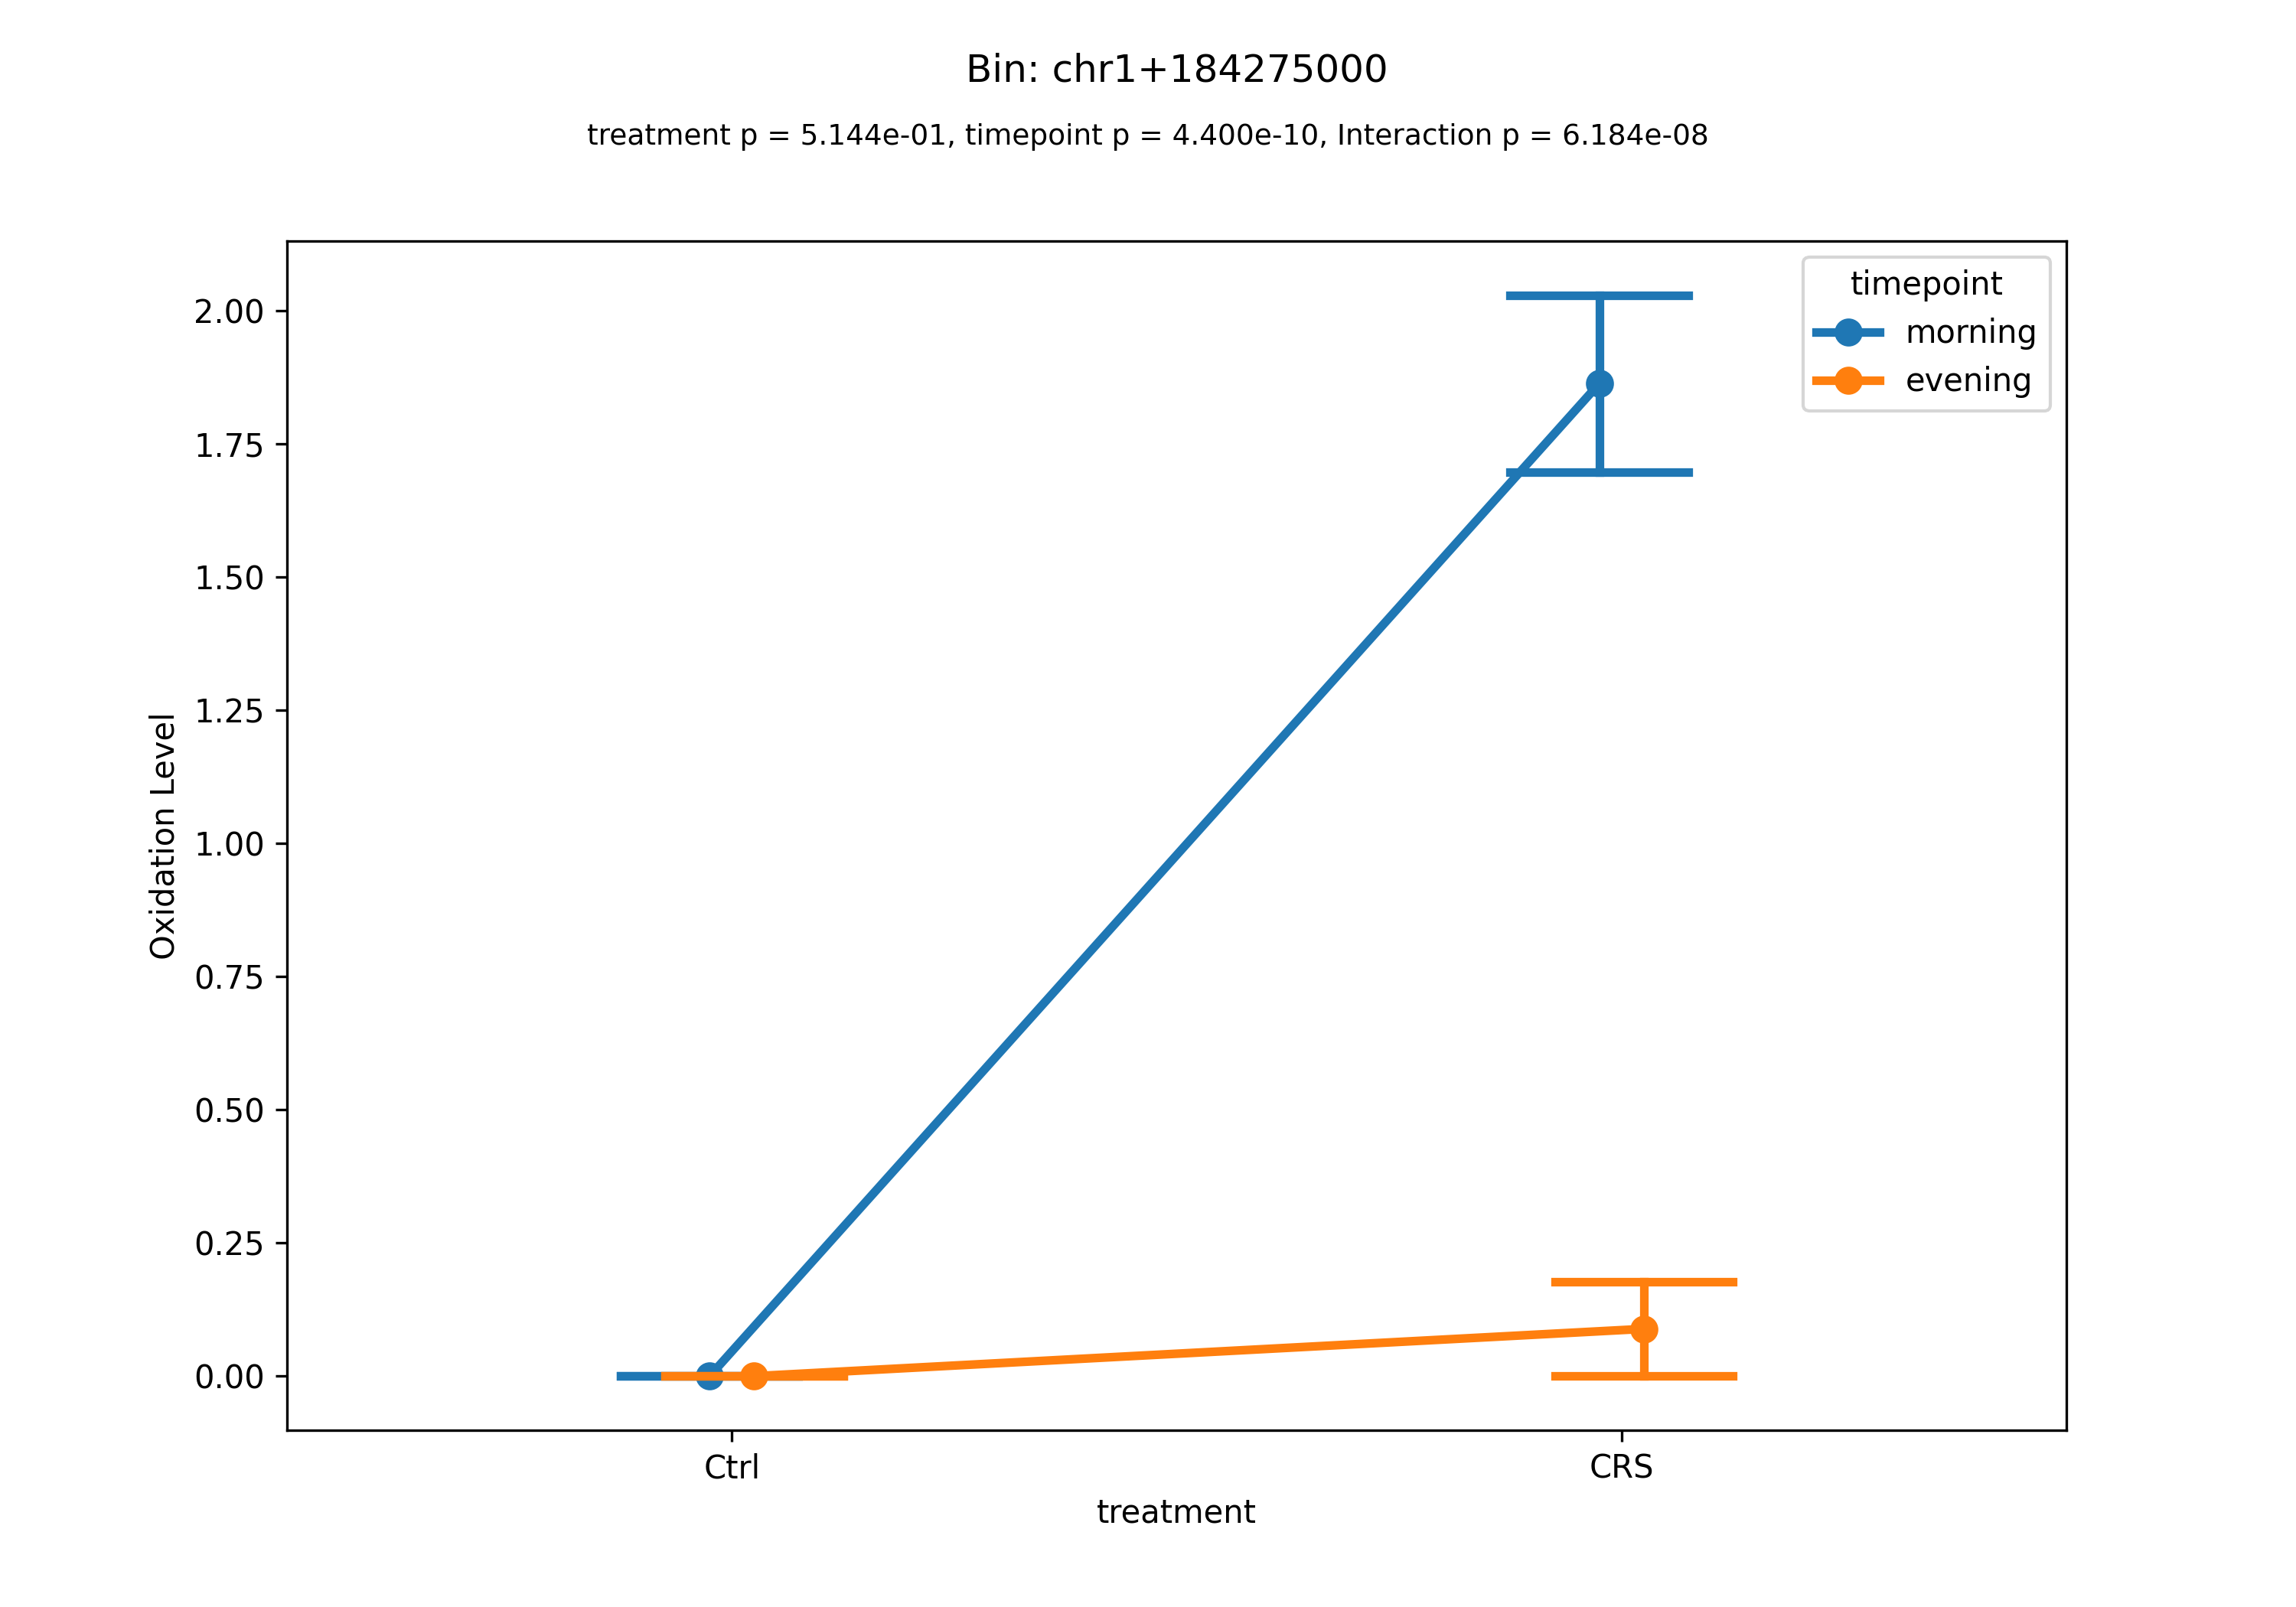 Bin: chr1+184275000
treatment p = 5.144e-01, timepoint p = 4.400e-10, Interaction p = 6.184e-08
timepoint
morning
evening
2.00
1.75
1.50
1.25
1.00
0.75
0.50
0.25
0.00
Oxidation Level
Ctrl
CRS
treatment